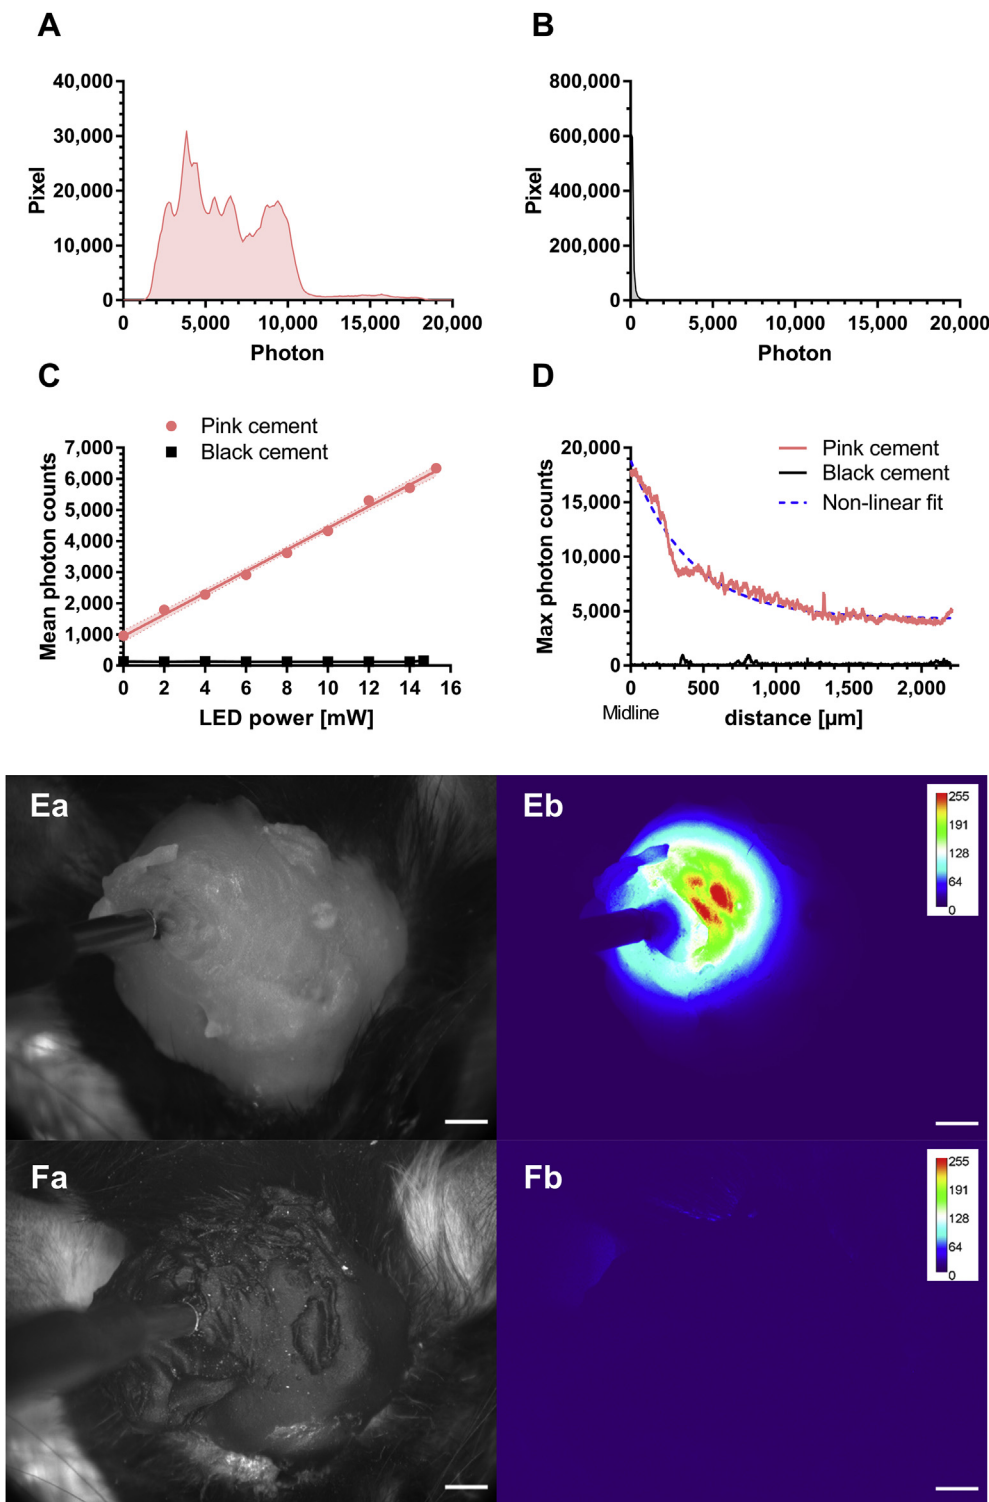 A
40,000
30,000
20,000
10,000
0
Pixel
0 5,000 10,000 15,000 20,000
Photon
B
800,000
600,000
400,000
200,000
0
Pixel
0 5,000 10,000 15,000 20,000
Photon
C
Pink cement
Black cement
7,000
6,000
5,000
4,000
3,000
2,000
1,000
0
Mean photon counts
0 2 4 6 8 10 12 14 16
LED power [mW]
D
Pink cement
Black cement
Non-linear fit
20,000
15,000
10,000
5,000
0
Max photon counts
0 500 1,000 1,500 2,000
Midline
distance [µm]
Ea
Eb
255
191
128
64
0
Fa
Fb
255
191
128
64
0